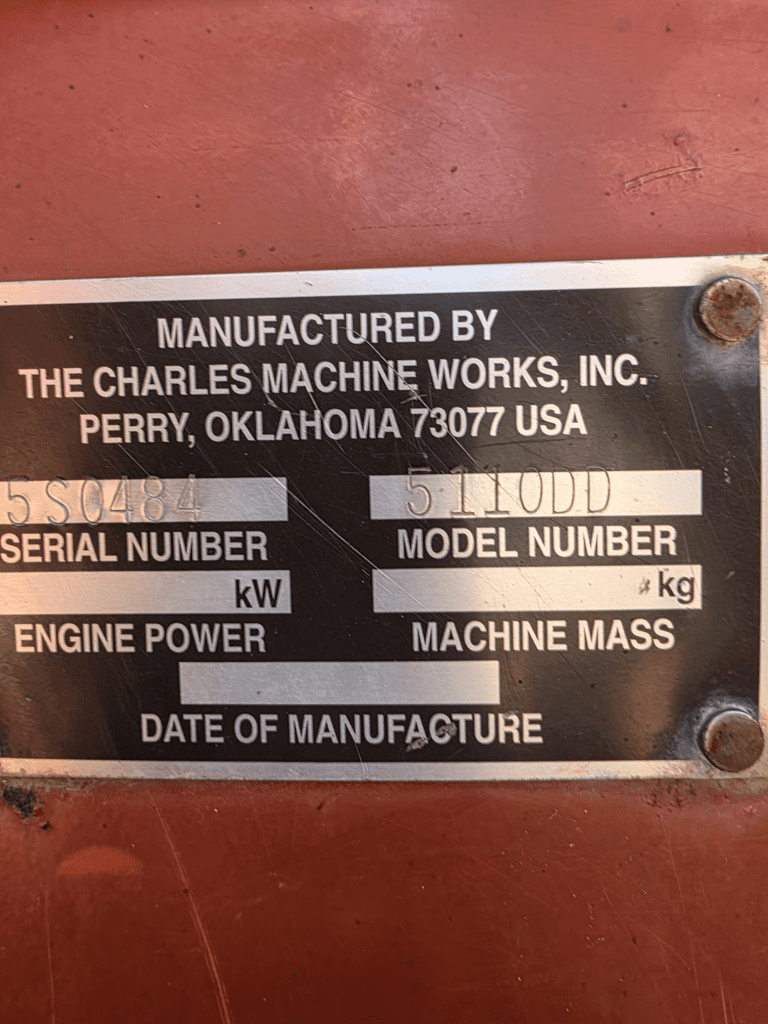 MANUFACTURED BY
THE CHARLES MACHINE WORKS, INC.
PERRY, OKLAHOMA 73077 USA
5S0484 5110DD
SERIAL NUMBER MODEL NUMBER
kW kg
ENGINE POWER MACHINE MASS
DATE OF MANUFACTURE